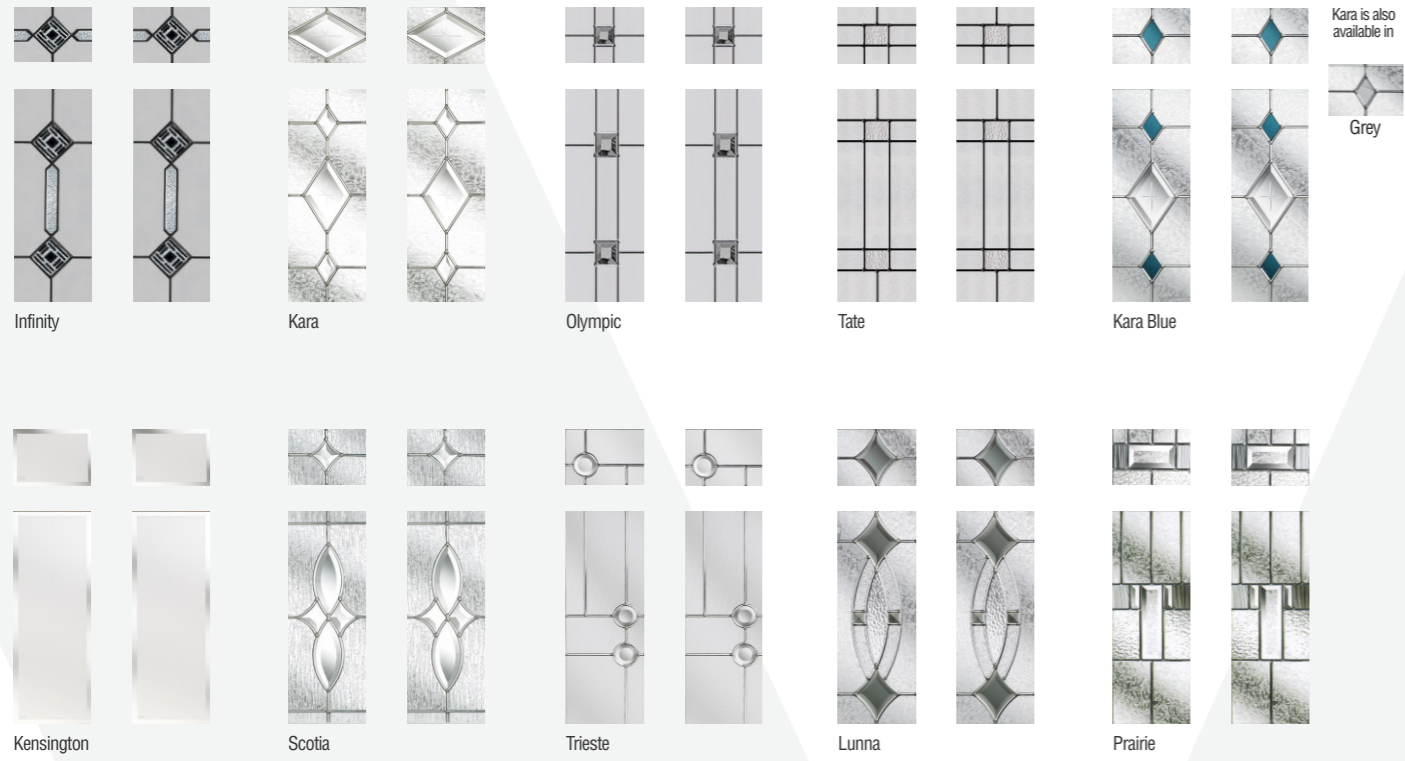 Kara is also
available in
Grey
Infinity
Kara
Olympic
Tate
Kara Blue
Kensington
Scotia
Trieste
Lunna
Prairie